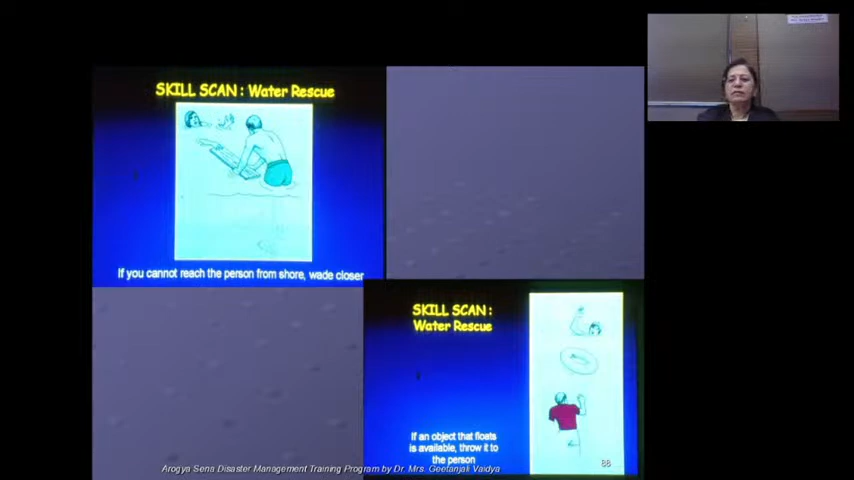 SKILL SCAN : Water Rescue
If you cannot reach the person from shore, wade closer
SKILL SCAN :
Water Rescue
If an object that floats
is available, throw it to
the person
Arogya Sena Disaster Management Training Program by Dr. Mrs. Geetanjali Vaidya
68